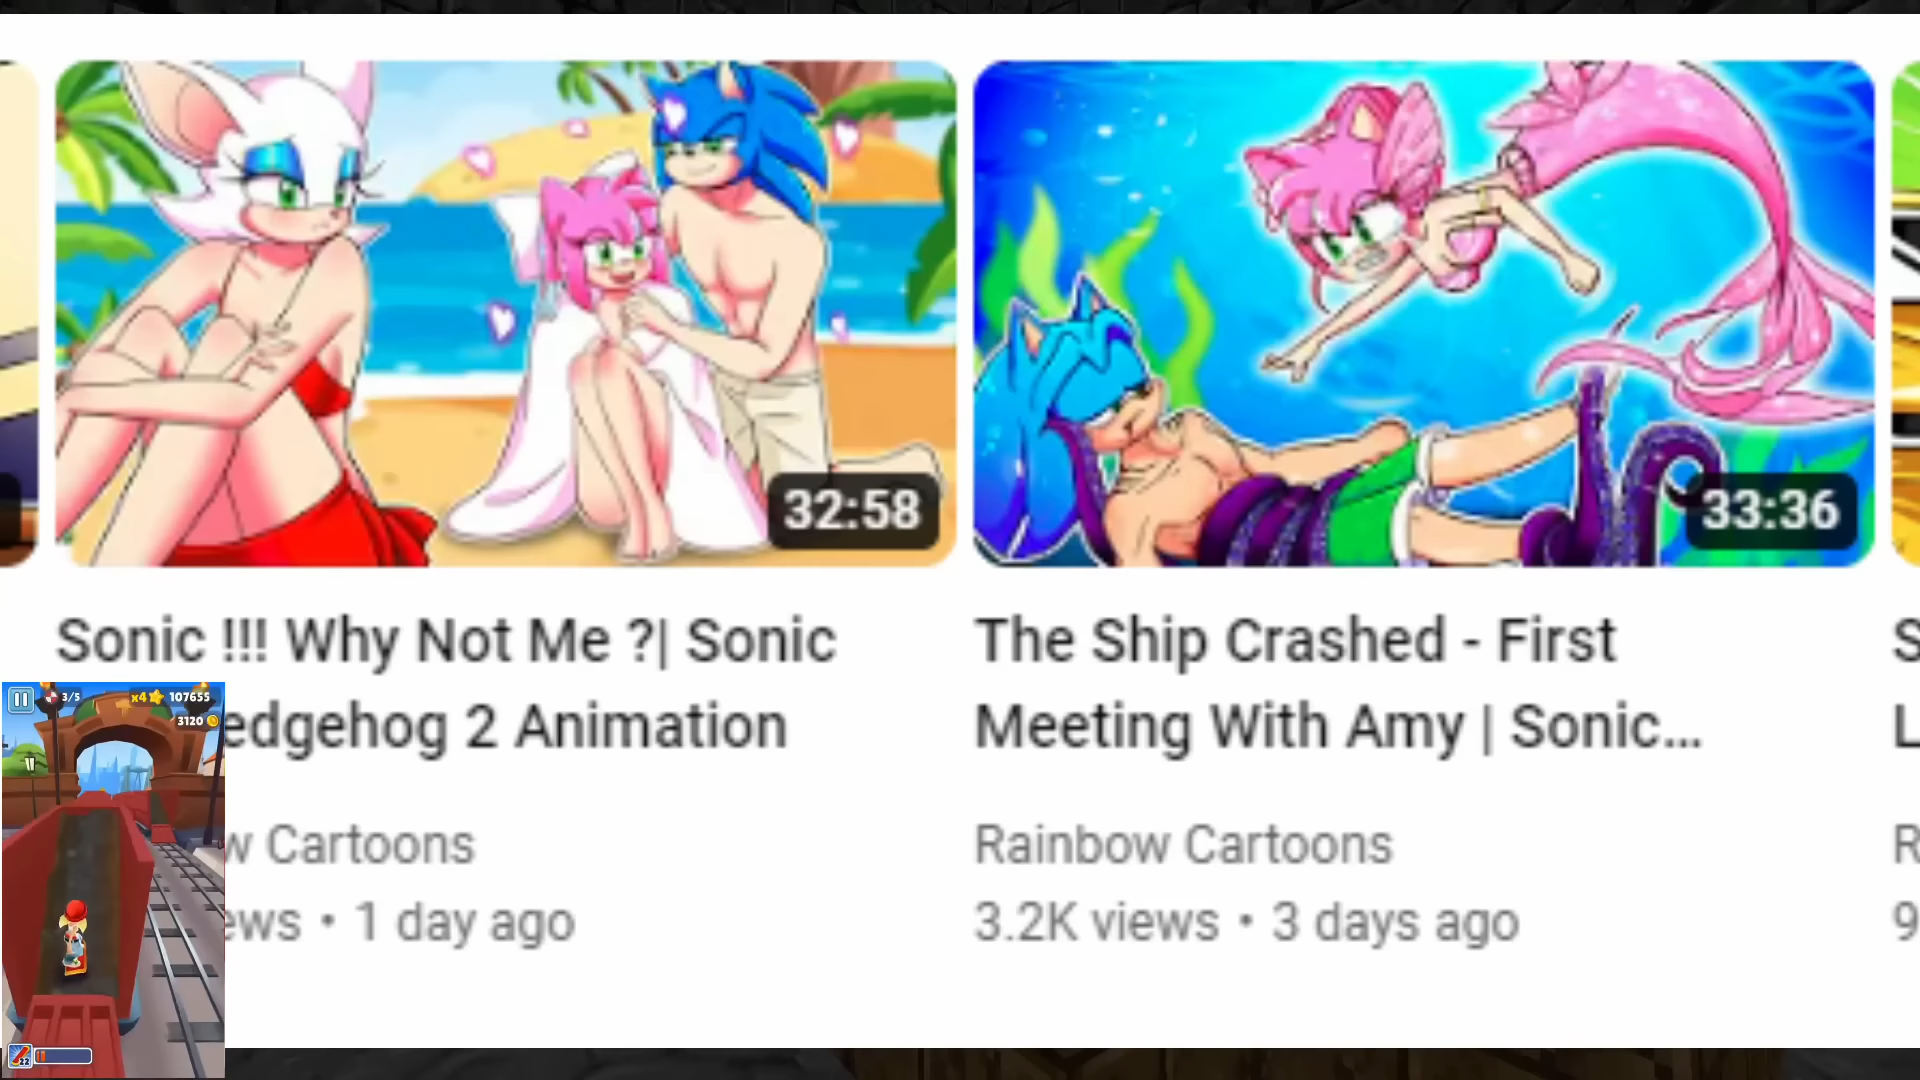 32:58
33:36
Sonic !!! Why Not Me ?| Sonic
edgehog 2 Animation
w Cartoons
ews • 1 day ago
The Ship Crashed - First
Meeting With Amy | Sonic...
Rainbow Cartoons
3.2K views • 3 days ago
S
L
R
9
3/5
x4 107655
3120
22